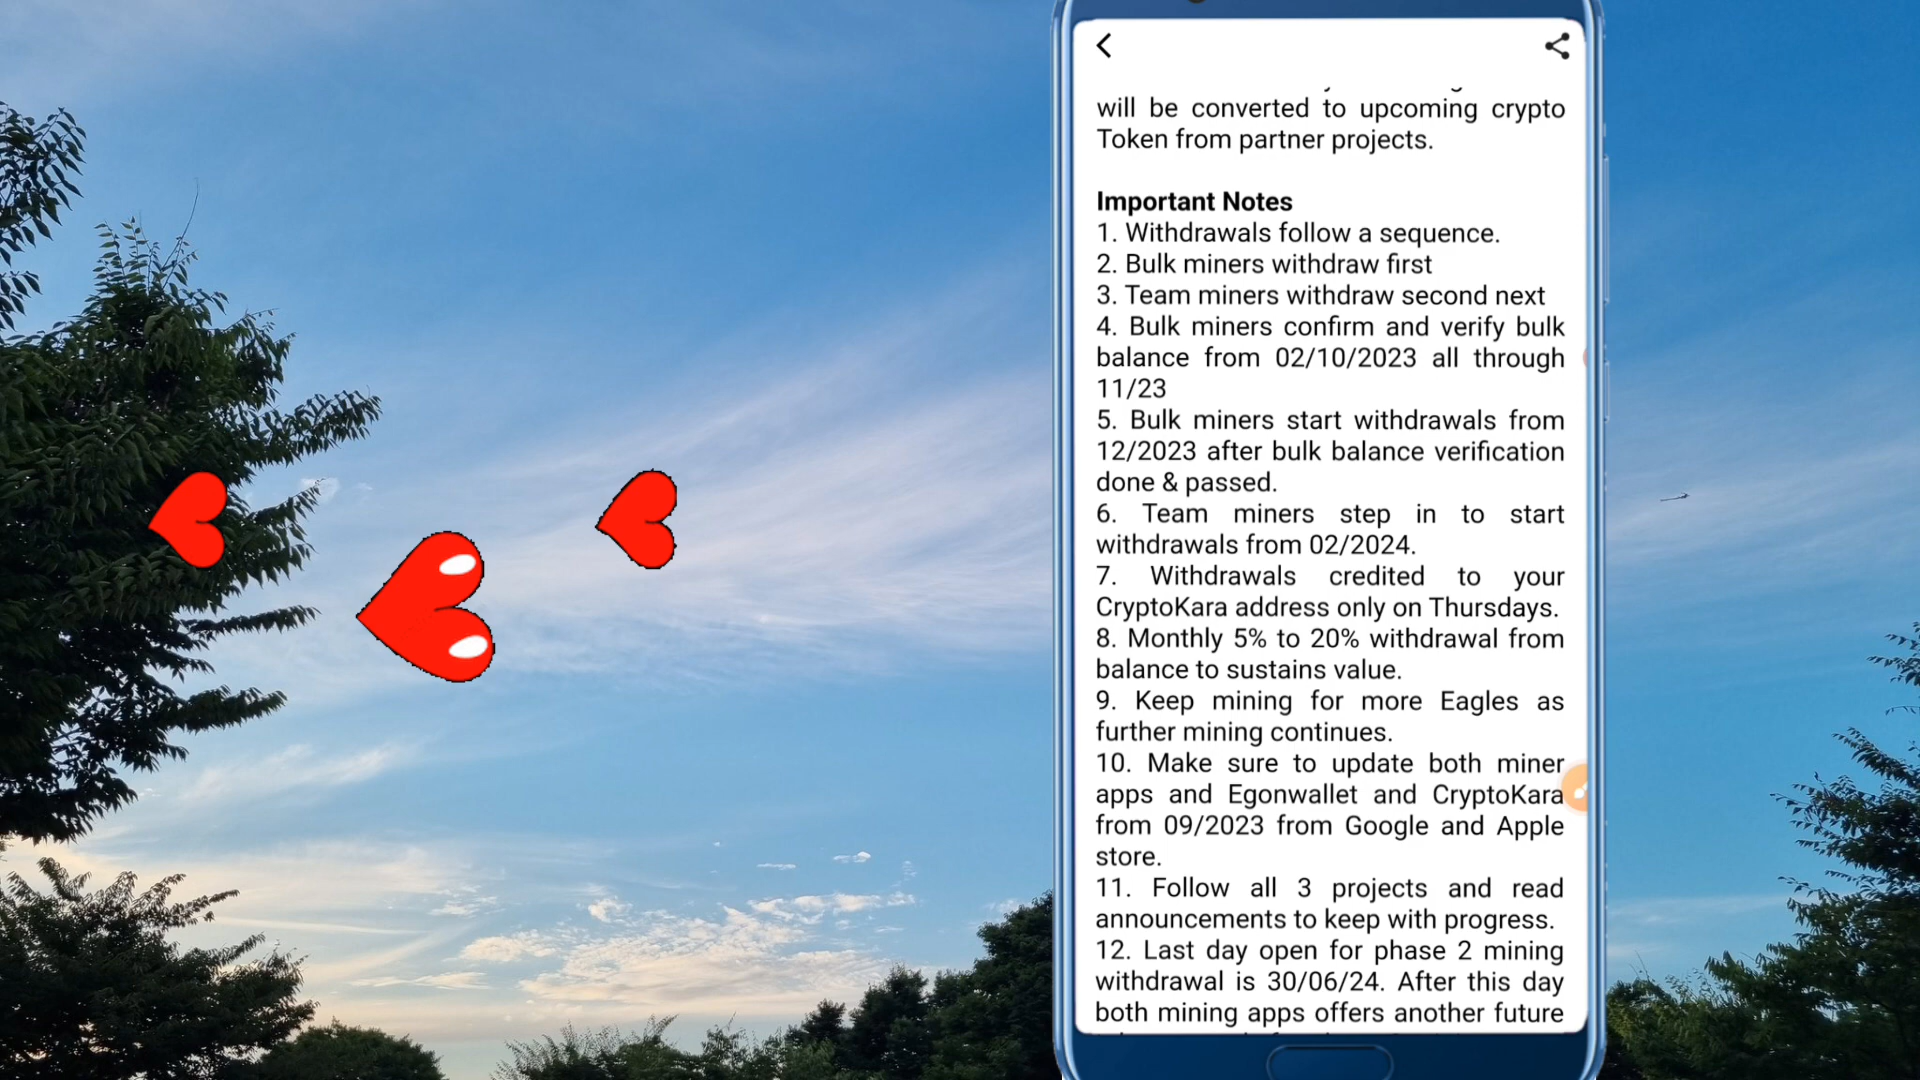 will be converted to upcoming crypto
Token from partner projects.
Important Notes
1. Withdrawals follow a sequence.
2. Bulk miners withdraw first
3. Team miners withdraw second next
4. Bulk miners confirm and verify bulk
balance from 02/10/2023 all through
11/23
5. Bulk miners start withdrawals from
12/2023 after bulk balance verification
done & passed.
6. Team miners step in to start
withdrawals from 02/2024.
7. Withdrawals credited to your
CryptoKara address only on Thursdays.
8. Monthly 5% to 20% withdrawal from
balance to sustains value.
9. Keep mining for more Eagles as
further mining continues.
10. Make sure to update both miner
apps and Egonwallet and CryptoKara
from 09/2023 from Google and Apple
store.
11. Follow all 3 projects and read
announcements to keep with progress.
12. Last day open for phase 2 mining
withdrawal is 30/06/24. After this day
both mining apps offers another future